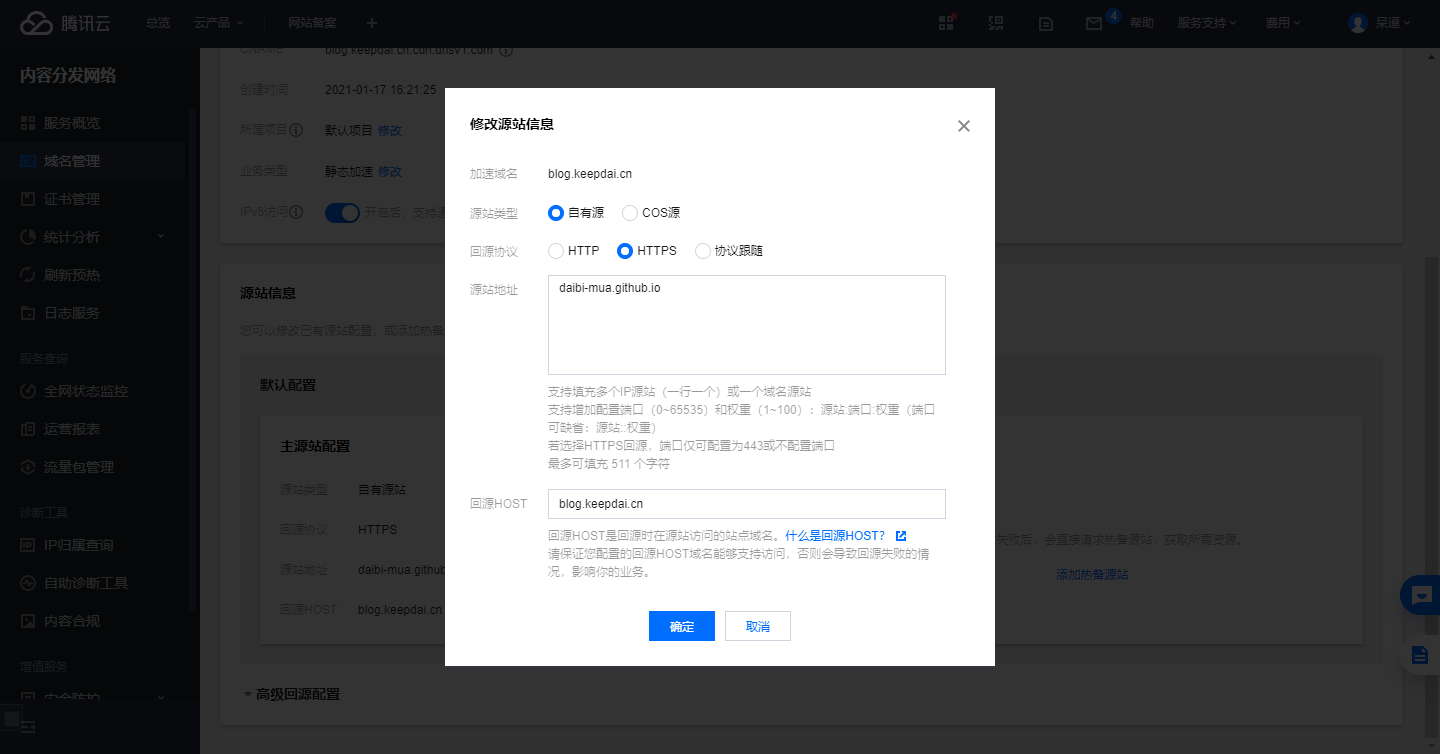 腾讯云
总览
云产品
网站备案
4
帮助
服务支持
费用
呆逼
内容分发网络
服务概览
域名管理
证书管理
统计分析
刷新预热
日志服务
服务查询
全网状态监控
运营报表
流量包管理
诊断工具
IP归属查询
自助诊断工具
内容合规
增值服务
安全防护
CNAME
blog.keepdai.cn.cdn.dnsv1.com
创建时间
2021-01-17 16:21:25
所属项目
默认项目 修改
业务类型
静态加速 修改
IPv6访问
开启后，支持通
源站信息
您可以修改已有源站配置，或添加热备
默认配置
主源站配置
源站类型
自有源站
回源协议
HTTPS
源站地址
daibi-mua.github
回源HOST
blog.keepdai.cn
失败后，会直接请求热备源站，获取所需资源。
添加热备源站
高级回源配置
修改源站信息
加速域名
blog.keepdai.cn
源站类型
自有源
COS源
回源协议
HTTP
HTTPS
协议跟随
源站地址
daibi-mua.github.io
支持填充多个IP源站（一行一个）或一个域名源站
支持增加配置端口（0~65535）和权重（1~100）：源站:端口:权重（端口
可缺省：源站::权重）
若选择HTTPS回源，端口仅可配置为443或不配置端口
最多可填充 511 个字符
回源HOST
blog.keepdai.cn
回源HOST是回源时在源站访问的站点域名。什么是回源HOST？
请保证您配置的回源HOST域名能够支持访问，否则会导致回源失败的情
况，影响你的业务。
确定
取消